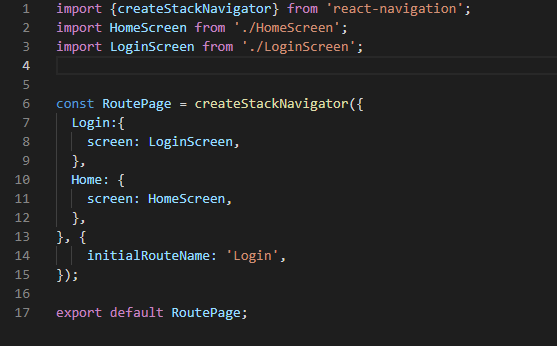 1 import {createStackNavigator} from 'react-navigation';
2 import HomeScreen from './HomeScreen';
3 import LoginScreen from './LoginScreen';
4
5
6 const RoutePage = createStackNavigator({
7   Login:{
8     screen: LoginScreen,
9   },
10   Home: {
11     screen: HomeScreen,
12   },
13 }, {
14     initialRouteName: 'Login',
15 });
16
17 export default RoutePage;